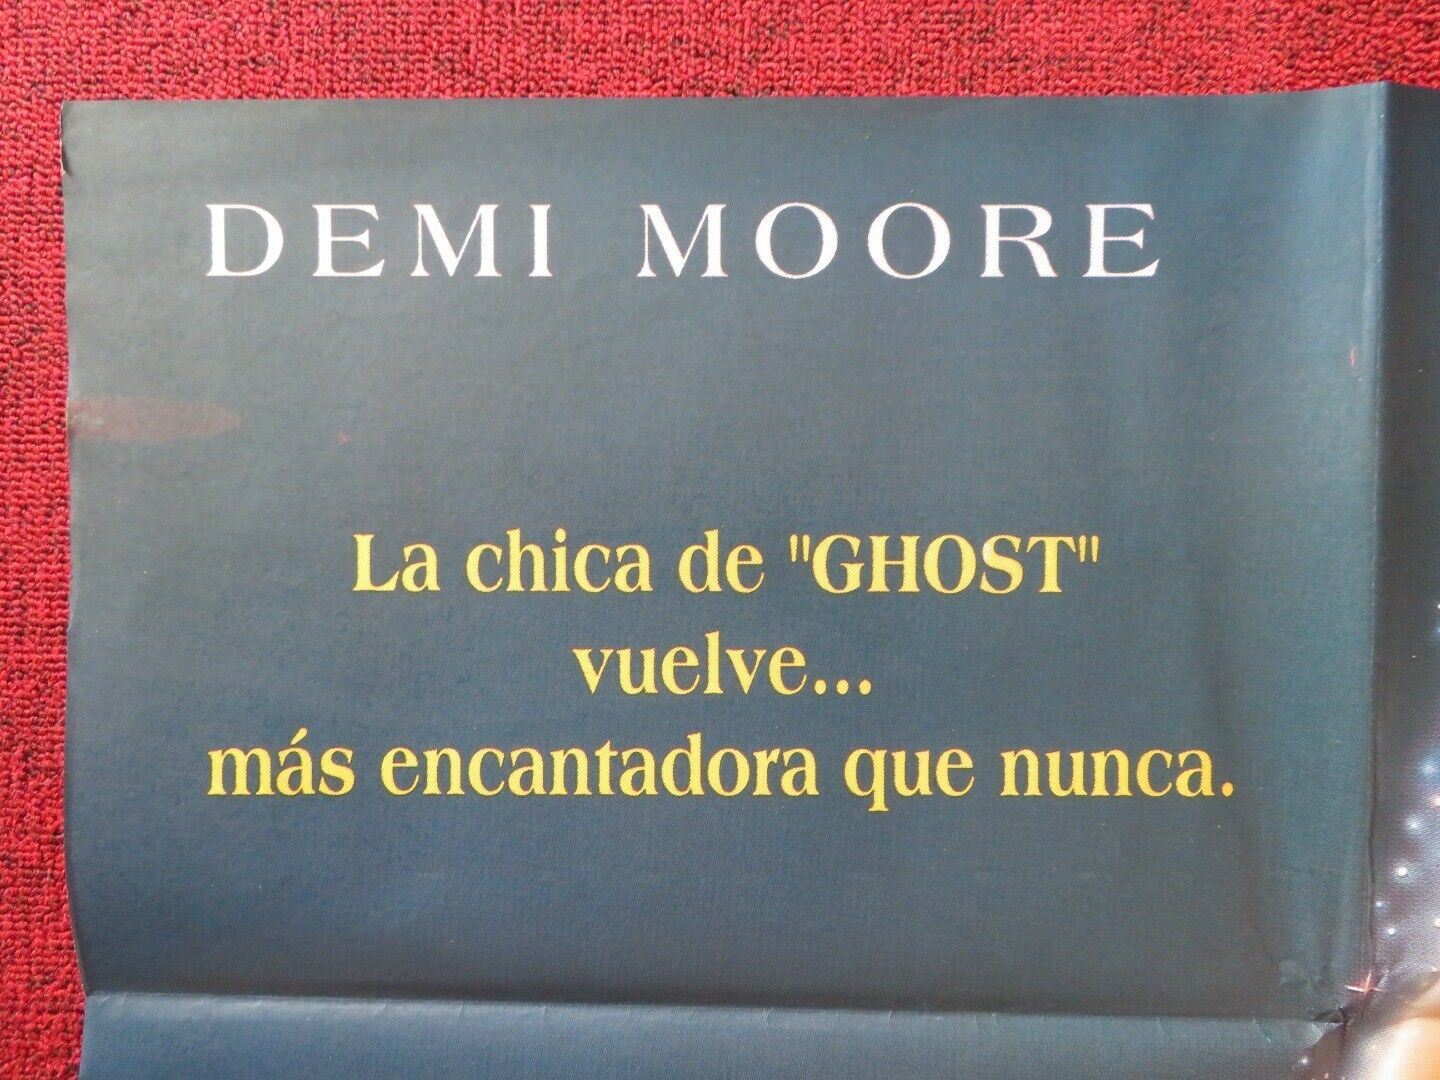 DEMI MOORE
La chica de "GHOST"
vuelve...
más encantadora que nunca.